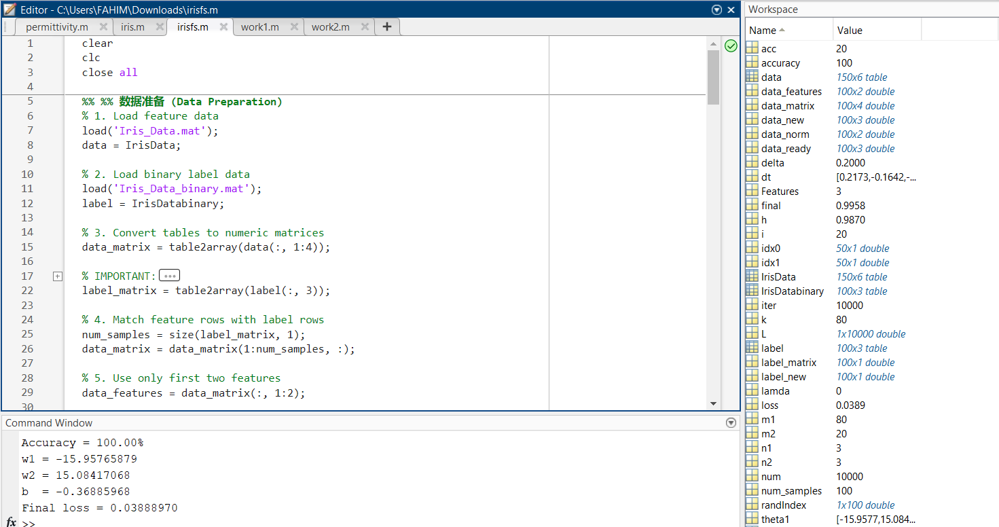 Editor - C:\Users\FAHIM\Downloads\irisfs.m
permittivity.m iris.m irisfs.m work1.m work2.m
1 clear
2 clc
3 close all
4
5 %% %% 数据准备 (Data Preparation)
6 % 1. Load feature data
7 load('Iris_Data.mat');
8 data = IrisData;
9
10 % 2. Load binary label data
11 load('Iris_Data_binary.mat');
12 label = IrisDatabinary;
13
14 % 3. Convert tables to numeric matrices
15 data_matrix = table2array(data(:, 1:4));
16
17 % IMPORTANT: ...
22 label_matrix = table2array(label(:, 3));
23
24 % 4. Match feature rows with label rows
25 num_samples = size(label_matrix, 1);
26 data_matrix = data_matrix(1:num_samples, :);
27
28 % 5. Use only first two features
29 data_features = data_matrix(:, 1:2);
30
Command Window
Accuracy = 100.00%
w1 = -15.95765879
w2 = 15.08417068
b  = -0.36885968
Final loss = 0.03888970
fx >>
Workspace
Name Value
acc 20
accuracy 100
data 150x6 table
data_features 100x2 double
data_matrix 100x4 double
data_new 100x3 double
data_norm 100x2 double
data_ready 100x3 double
delta 0.2000
dt [0.2173,-0.1642,-...
Features 3
final 0.9958
h 0.9870
i 20
idx0 50x1 double
idx1 50x1 double
IrisData 150x6 table
IrisDatabinary 100x3 table
iter 10000
k 80
L 1x10000 double
label 100x3 table
label_matrix 100x1 double
label_new 100x1 double
lamda 0
loss 0.0389
m1 80
m2 20
n1 3
n2 3
num 10000
num_samples 100
randIndex 1x100 double
theta1 [-15.9577,15.084...